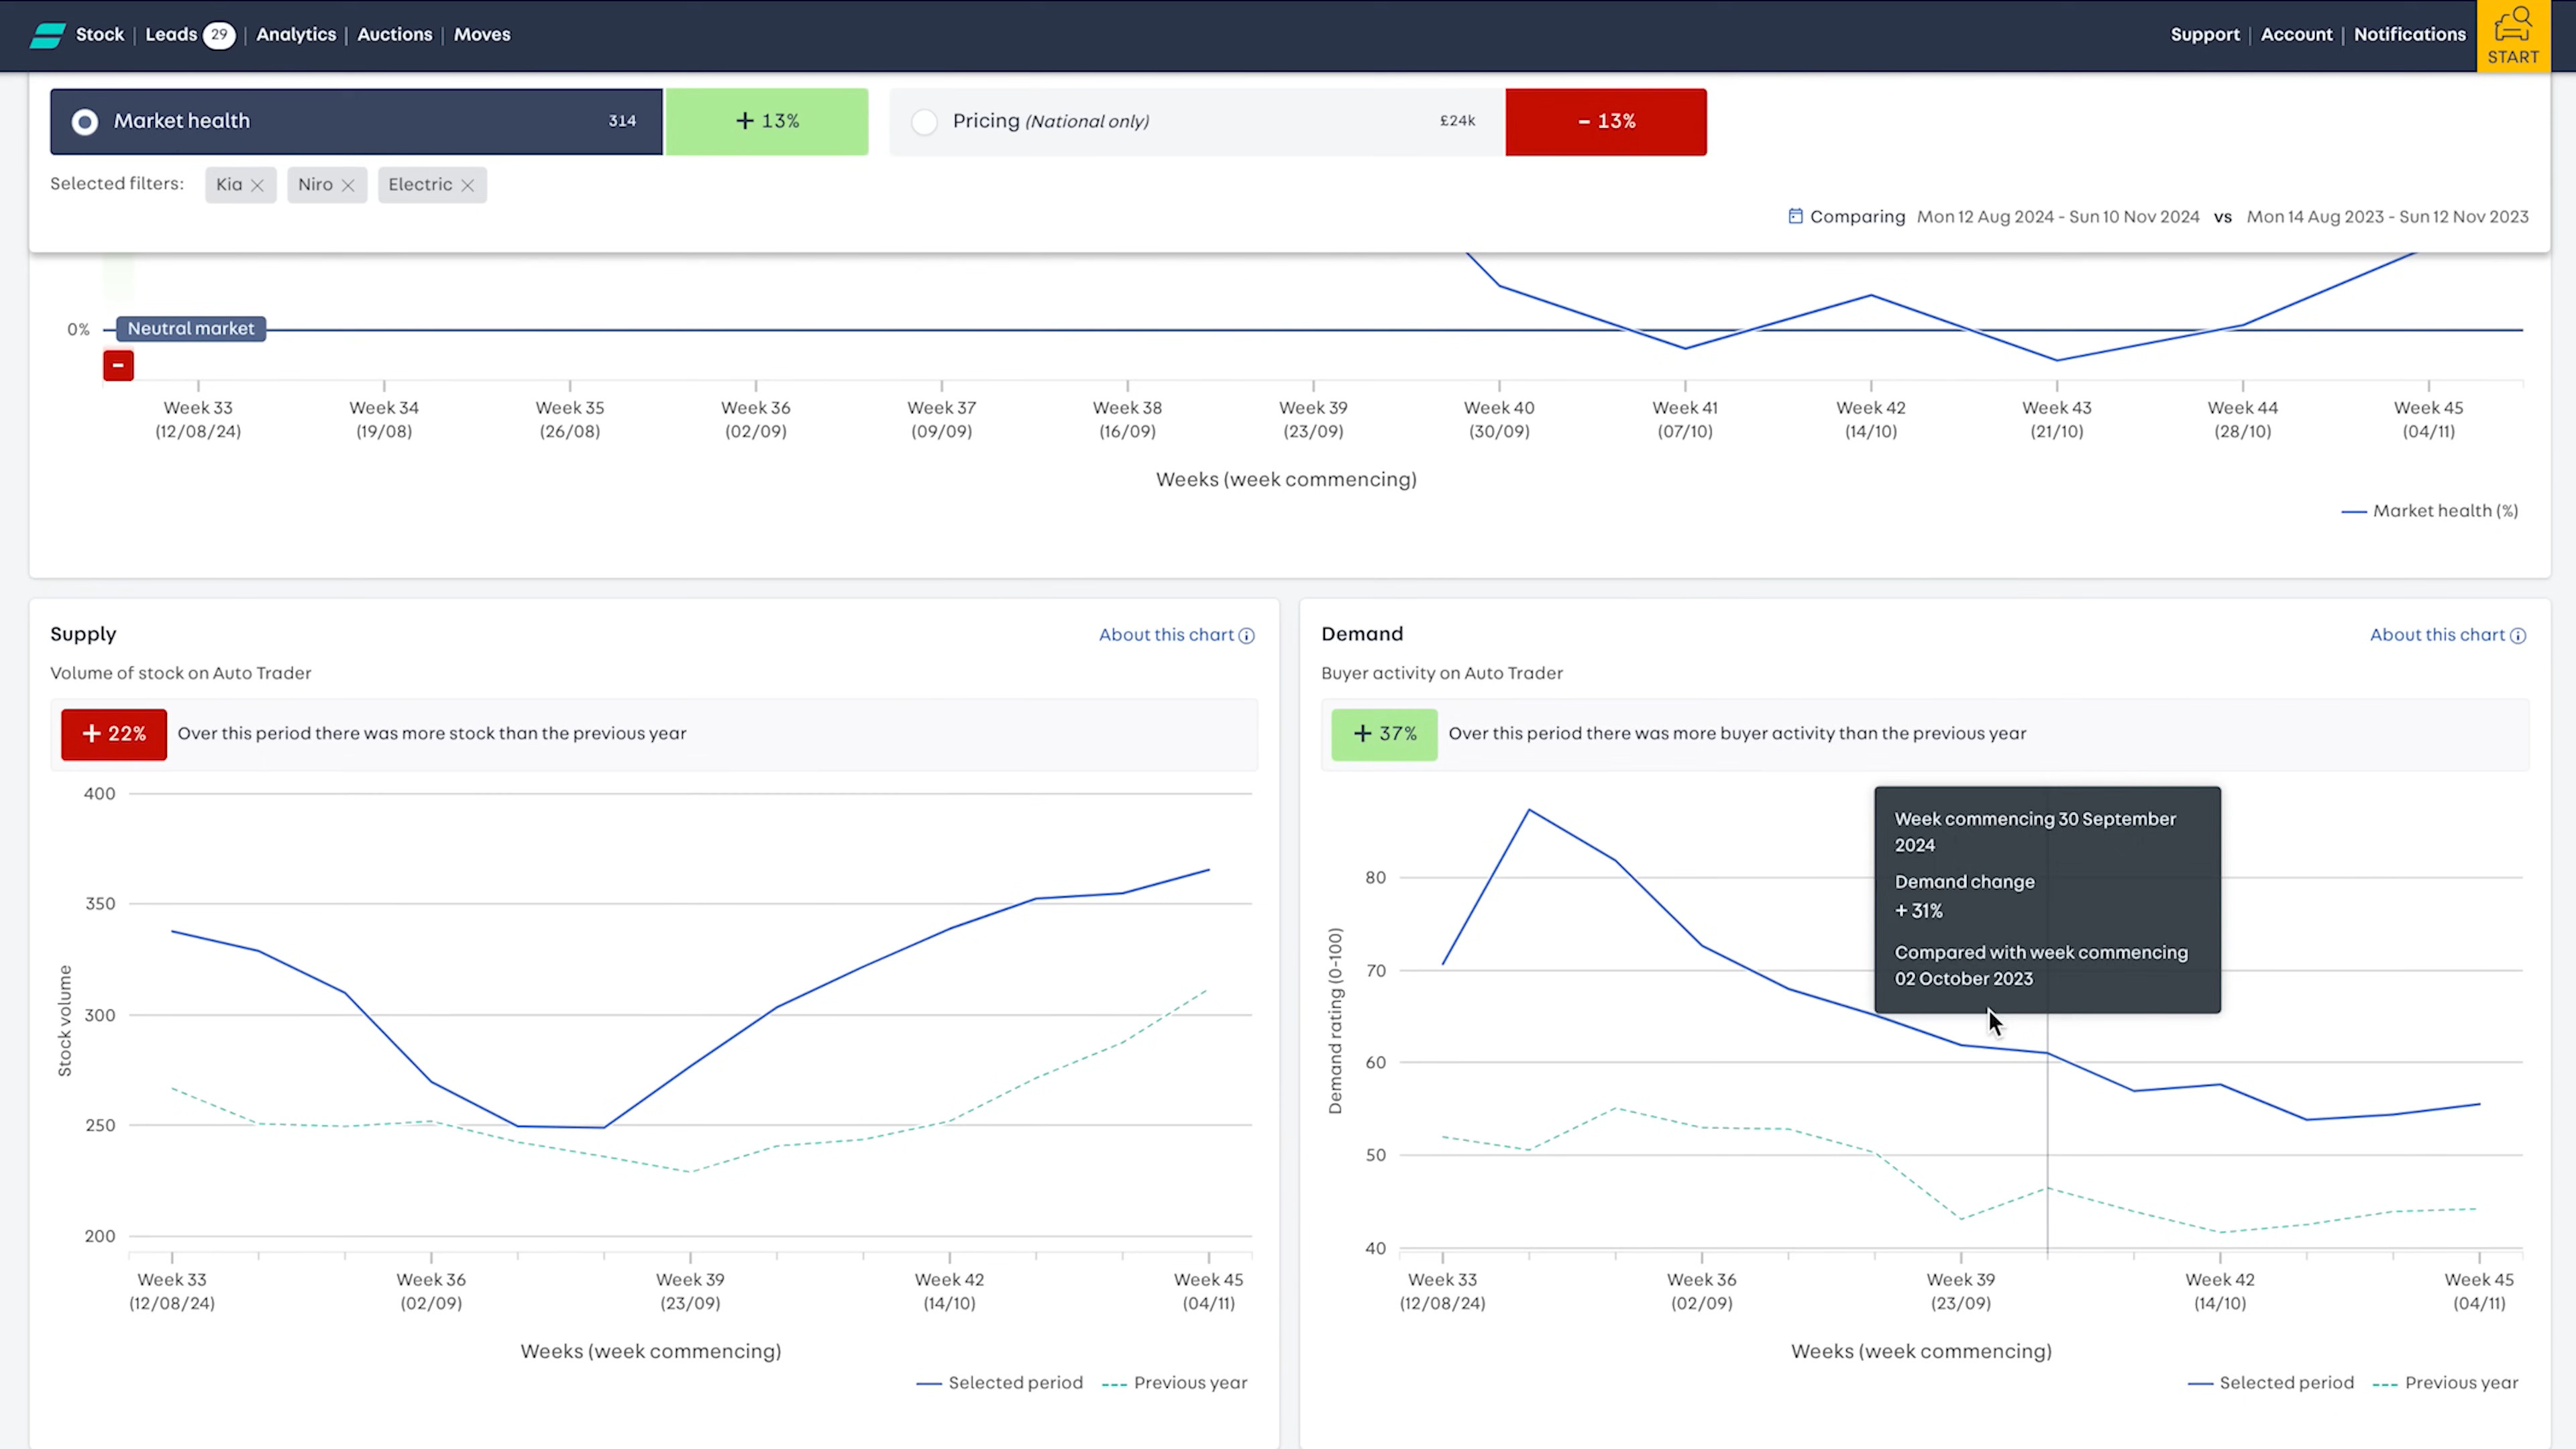 Stock | Leads 29 | Analytics | Auctions | Moves
Support | Account | Notifications
START
Market health 314 + 13%
Pricing (National only) £24k - 13%
Selected filters: Kia Niro Electric
Comparing Mon 12 Aug 2024 - Sun 10 Nov 2024 vs Mon 14 Aug 2023 - Sun 12 Nov 2023
0% Neutral market
-
Week 33 Week 34 Week 35 Week 36 Week 37 Week 38 Week 39 Week 40 Week 41 Week 42 Week 43 Week 44 Week 45
(12/08/24) (19/08) (26/08) (02/09) (09/09) (16/09) (23/09) (30/09) (07/10) (14/10) (21/10) (28/10) (04/11)
Weeks (week commencing)
Market health (%)
Supply
About this chart
Volume of stock on Auto Trader
+ 22% Over this period there was more stock than the previous year
400
350
300
250
200
Stock volume
Week 33 Week 36 Week 39 Week 42 Week 45
(12/08/24) (02/09) (23/09) (14/10) (04/11)
Weeks (week commencing)
Selected period Previous year
Demand
About this chart
Buyer activity on Auto Trader
+ 37% Over this period there was more buyer activity than the previous year
Week commencing 30 September
2024
Demand change
+ 31%
Compared with week commencing
02 October 2023
80
70
60
50
40
Demand rating (0-100)
Week 33 Week 36 Week 39 Week 42 Week 45
(12/08/24) (02/09) (23/09) (14/10) (04/11)
Weeks (week commencing)
Selected period Previous year